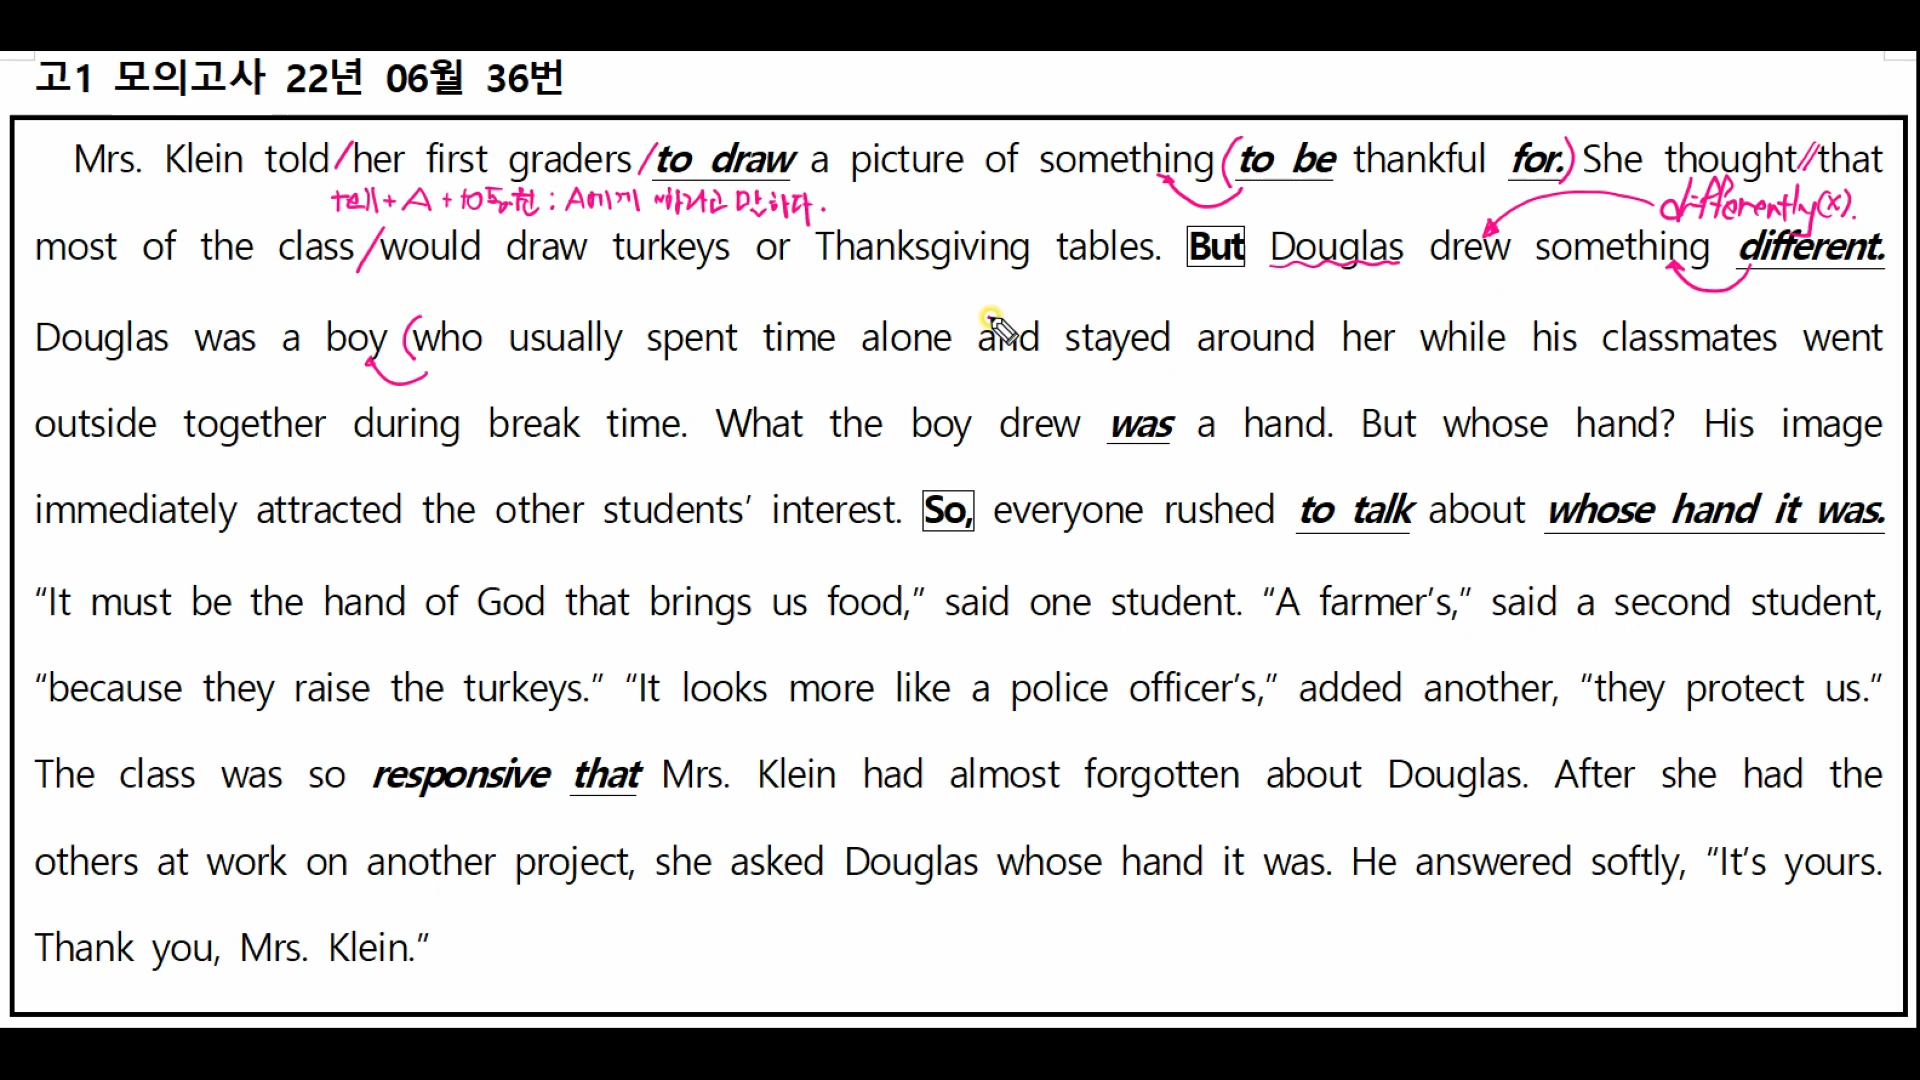 고1 모의고사 22년 06월 36번
Mrs. Klein told/her first graders/to draw a picture of something (to be thankful for.) She thought//that
tell + A + to동.원 : A에게 ~하라고 말하다.
differently(x).
most of the class/would draw turkeys or Thanksgiving tables. But Douglas drew something different.
Douglas was a boy (who usually spent time alone and stayed around her while his classmates went
outside together during break time. What the boy drew was a hand. But whose hand? His image
immediately attracted the other students’ interest. So, everyone rushed to talk about whose hand it was.
“It must be the hand of God that brings us food,” said one student. “A farmer’s,” said a second student,
“because they raise the turkeys.” “It looks more like a police officer’s,” added another, “they protect us.”
The class was so responsive that Mrs. Klein had almost forgotten about Douglas. After she had the
others at work on another project, she asked Douglas whose hand it was. He answered softly, “It’s yours.
Thank you, Mrs. Klein.”